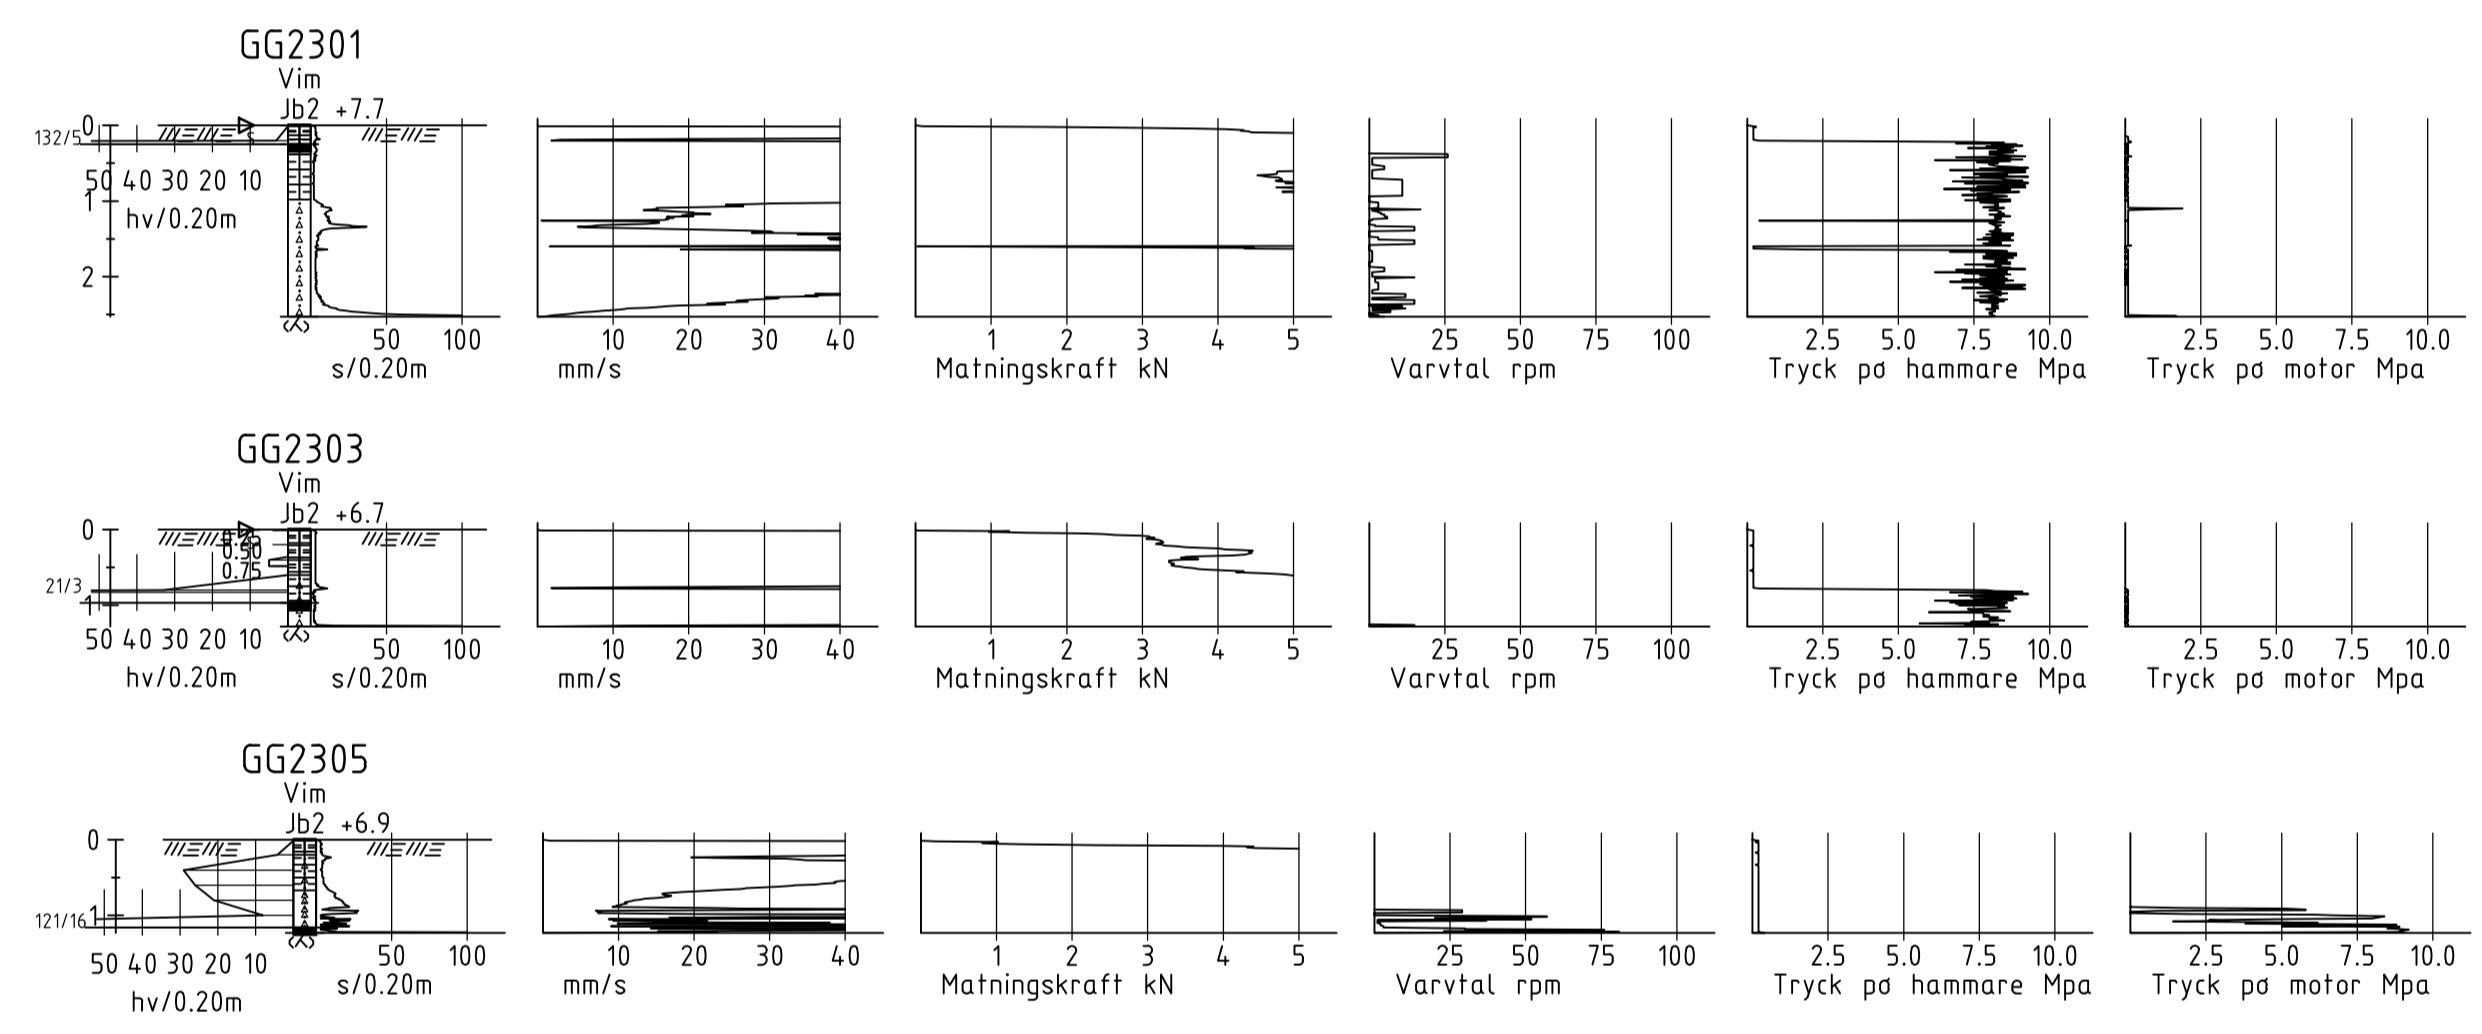 GG2301
Vim
Jb2 +7.7
0
132/5
s
50 40 30 20 10
1
hv/0.20m
2
50 100 10 20 30 40 1 2 3 4 5 25 50 75 100 2.5 5.0 7.5 10.0 2.5 5.0 7.5 10.0
s/0.20m mm/s Matningskraft kN Varvtal rpm Tryck pơ hammare Mpa Tryck pơ motor Mpa
GG2303
Vim
Jb2 +6.7
0
0.25
0.50
0.75
21/3
1
50 40 30 20 10 50 100 10 20 30 40 1 2 3 4 5 25 50 75 100 2.5 5.0 7.5 10.0 2.5 5.0 7.5 10.0
hv/0.20m s/0.20m mm/s Matningskraft kN Varvtal rpm Tryck pơ hammare Mpa Tryck pơ motor Mpa
GG2305
Vim
Jb2 +6.9
0
121/16 1
50 100 10 20 30 40 1 2 3 4 5 25 50 75 100 2.5 5.0 7.5 10.0 2.5 5.0 7.5 10.0
50 40 30 20 10
s/0.20m mm/s Matningskraft kN Varvtal rpm Tryck pơ hammare Mpa Tryck pơ motor Mpa
hv/0.20m